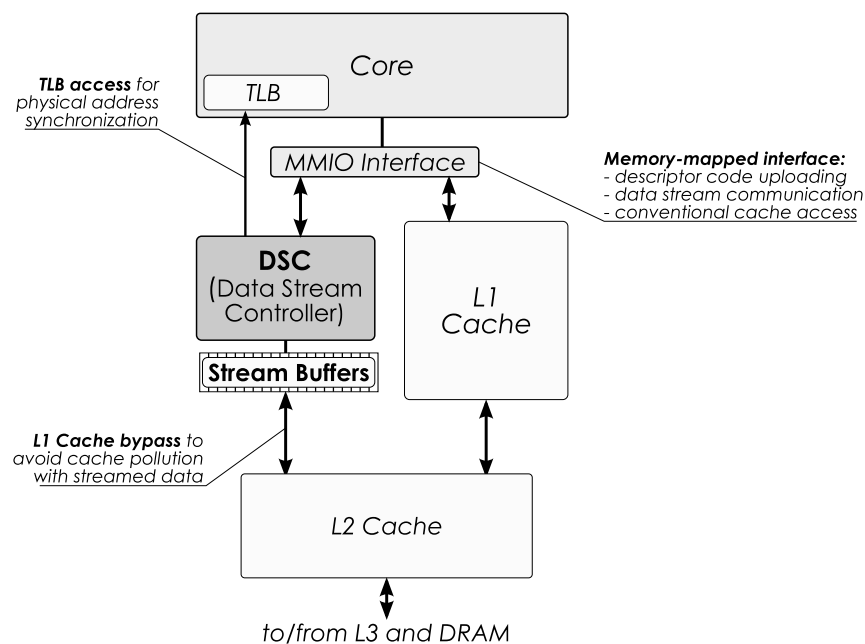 Core
TLB
TLB access for
physical address
synchronization
MMIO Interface
Memory-mapped interface:
- descriptor code uploading
- data stream communication
- conventional cache access
DSC
(Data Stream
Controller)
L1
Cache
Stream Buffers
L1 Cache bypass to
avoid cache pollution
with streamed data
L2 Cache
to/from L3 and DRAM